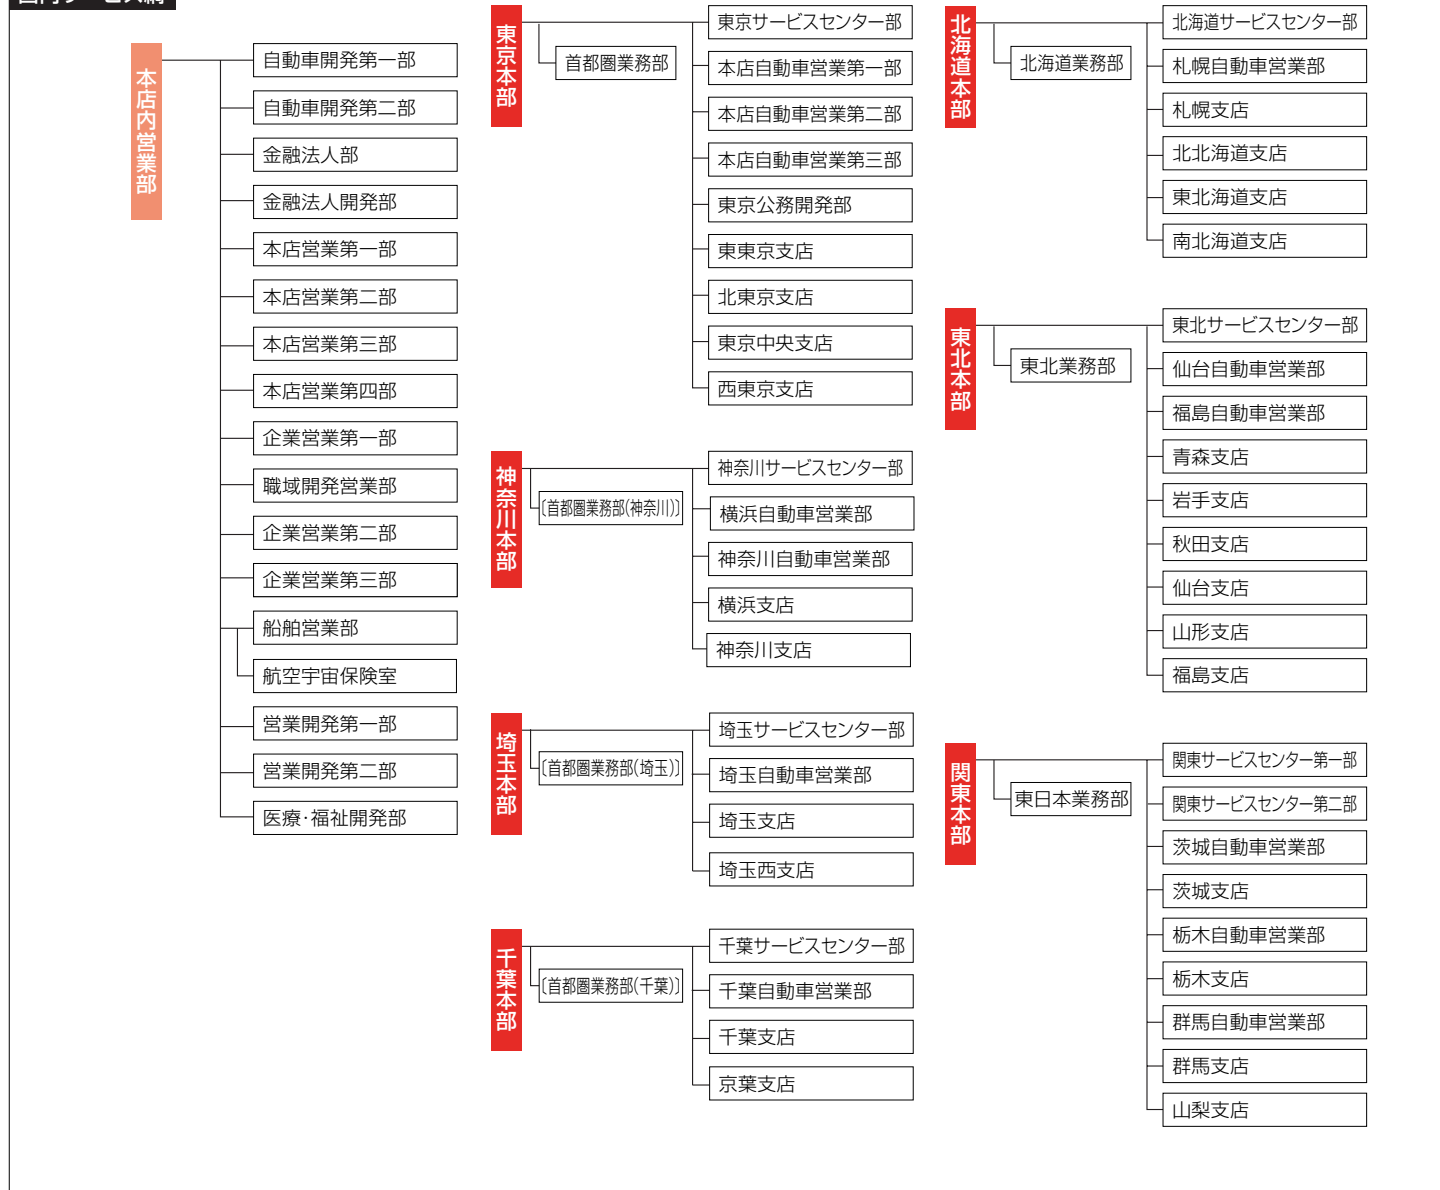 本店内営業部
自動車開発第一部
自動車開発第二部
金融法人部
金融法人開発部
本店営業第一部
本店営業第二部
本店営業第三部
本店営業第四部
企業営業第一部
職域開発営業部
企業営業第二部
企業営業第三部
船舶営業部
航空宇宙保険室
営業開発第一部
営業開発第二部
医療・福祉開発部
東京本部
首都圏業務部
東京サービスセンター部
本店自動車営業第一部
本店自動車営業第二部
本店自動車営業第三部
東京公務開発部
東東京支店
北東京支店
東京中央支店
西東京支店
神奈川本部
〔首都圏業務部(神奈川)〕
神奈川サービスセンター部
横浜自動車営業部
神奈川自動車営業部
横浜支店
神奈川支店
埼玉本部
〔首都圏業務部(埼玉)〕
埼玉サービスセンター部
埼玉自動車営業部
埼玉支店
埼玉西支店
千葉本部
〔首都圏業務部(千葉)〕
千葉サービスセンター部
千葉自動車営業部
千葉支店
京葉支店
北海道本部
北海道業務部
北海道サービスセンター部
札幌自動車営業部
札幌支店
北北海道支店
東北海道支店
南北海道支店
東北本部
東北業務部
東北サービスセンター部
仙台自動車営業部
福島自動車営業部
青森支店
岩手支店
秋田支店
仙台支店
山形支店
福島支店
関東本部
東日本業務部
関東サービスセンター第一部
関東サービスセンター第二部
茨城自動車営業部
茨城支店
栃木自動車営業部
栃木支店
群馬自動車営業部
群馬支店
山梨支店